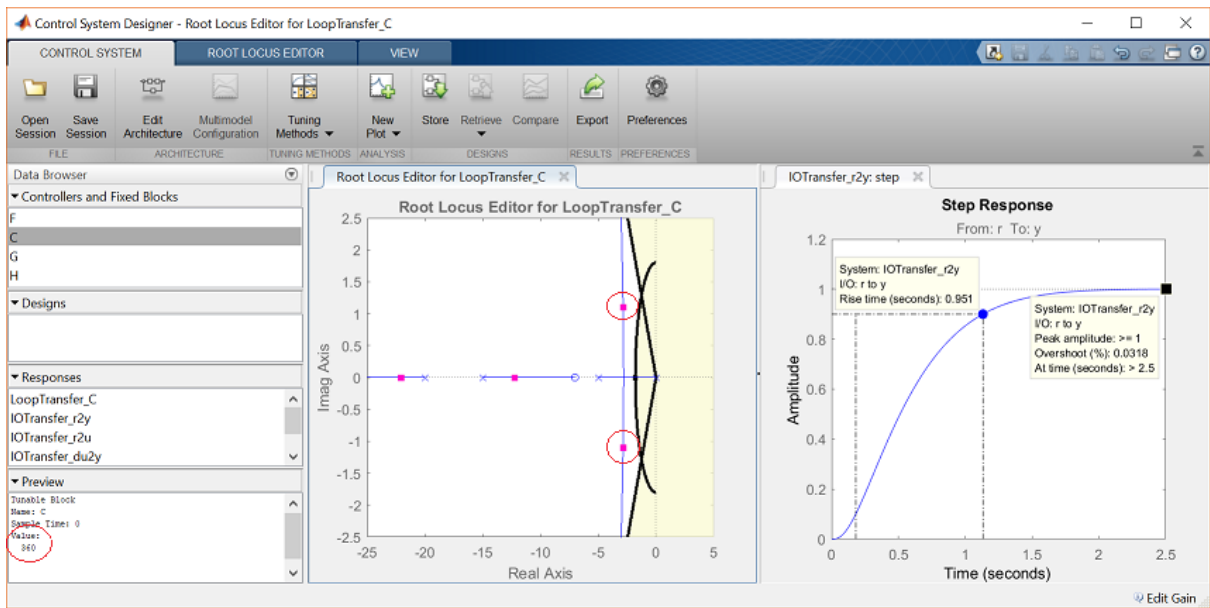 Control System Designer - Root Locus Editor for LoopTransfer_C
CONTROL SYSTEM
ROOT LOCUS EDITOR
VIEW
Open Session
Save Session
Edit Architecture
Multimodel Configuration
Tuning Methods
New Plot
Store
Retrieve
Compare
Export
Preferences
FILE
ARCHITECTURE
TUNING METHODS
ANALYSIS
DESIGNS
RESULTS
PREFERENCES
Data Browser
Controllers and Fixed Blocks
F
C
G
H
Designs
Responses
LoopTransfer_C
IOTransfer_r2y
IOTransfer_r2u
IOTransfer_du2y
Preview
Tunable Block
Name: C
Sample Time: 0
Value:
360
Root Locus Editor for LoopTransfer_C
Root Locus Editor for LoopTransfer_C
2.5
2
1.5
1
0.5
0
-0.5
-1
-1.5
-2
-2.5
Imag Axis
-25
-20
-15
-10
-5
0
5
Real Axis
IOTransfer_r2y: step
Step Response
From: r To: y
1.2
1
0.8
0.6
0.4
0.2
0
Amplitude
System: IOTransfer_r2y
I/O: r to y
Rise time (seconds): 0.951
System: IOTransfer_r2y
I/O: r to y
Peak amplitude: >= 1
Overshoot (%): 0.0318
At time (seconds): > 2.5
0
0.5
1
1.5
2
2.5
Time (seconds)
Edit Gain